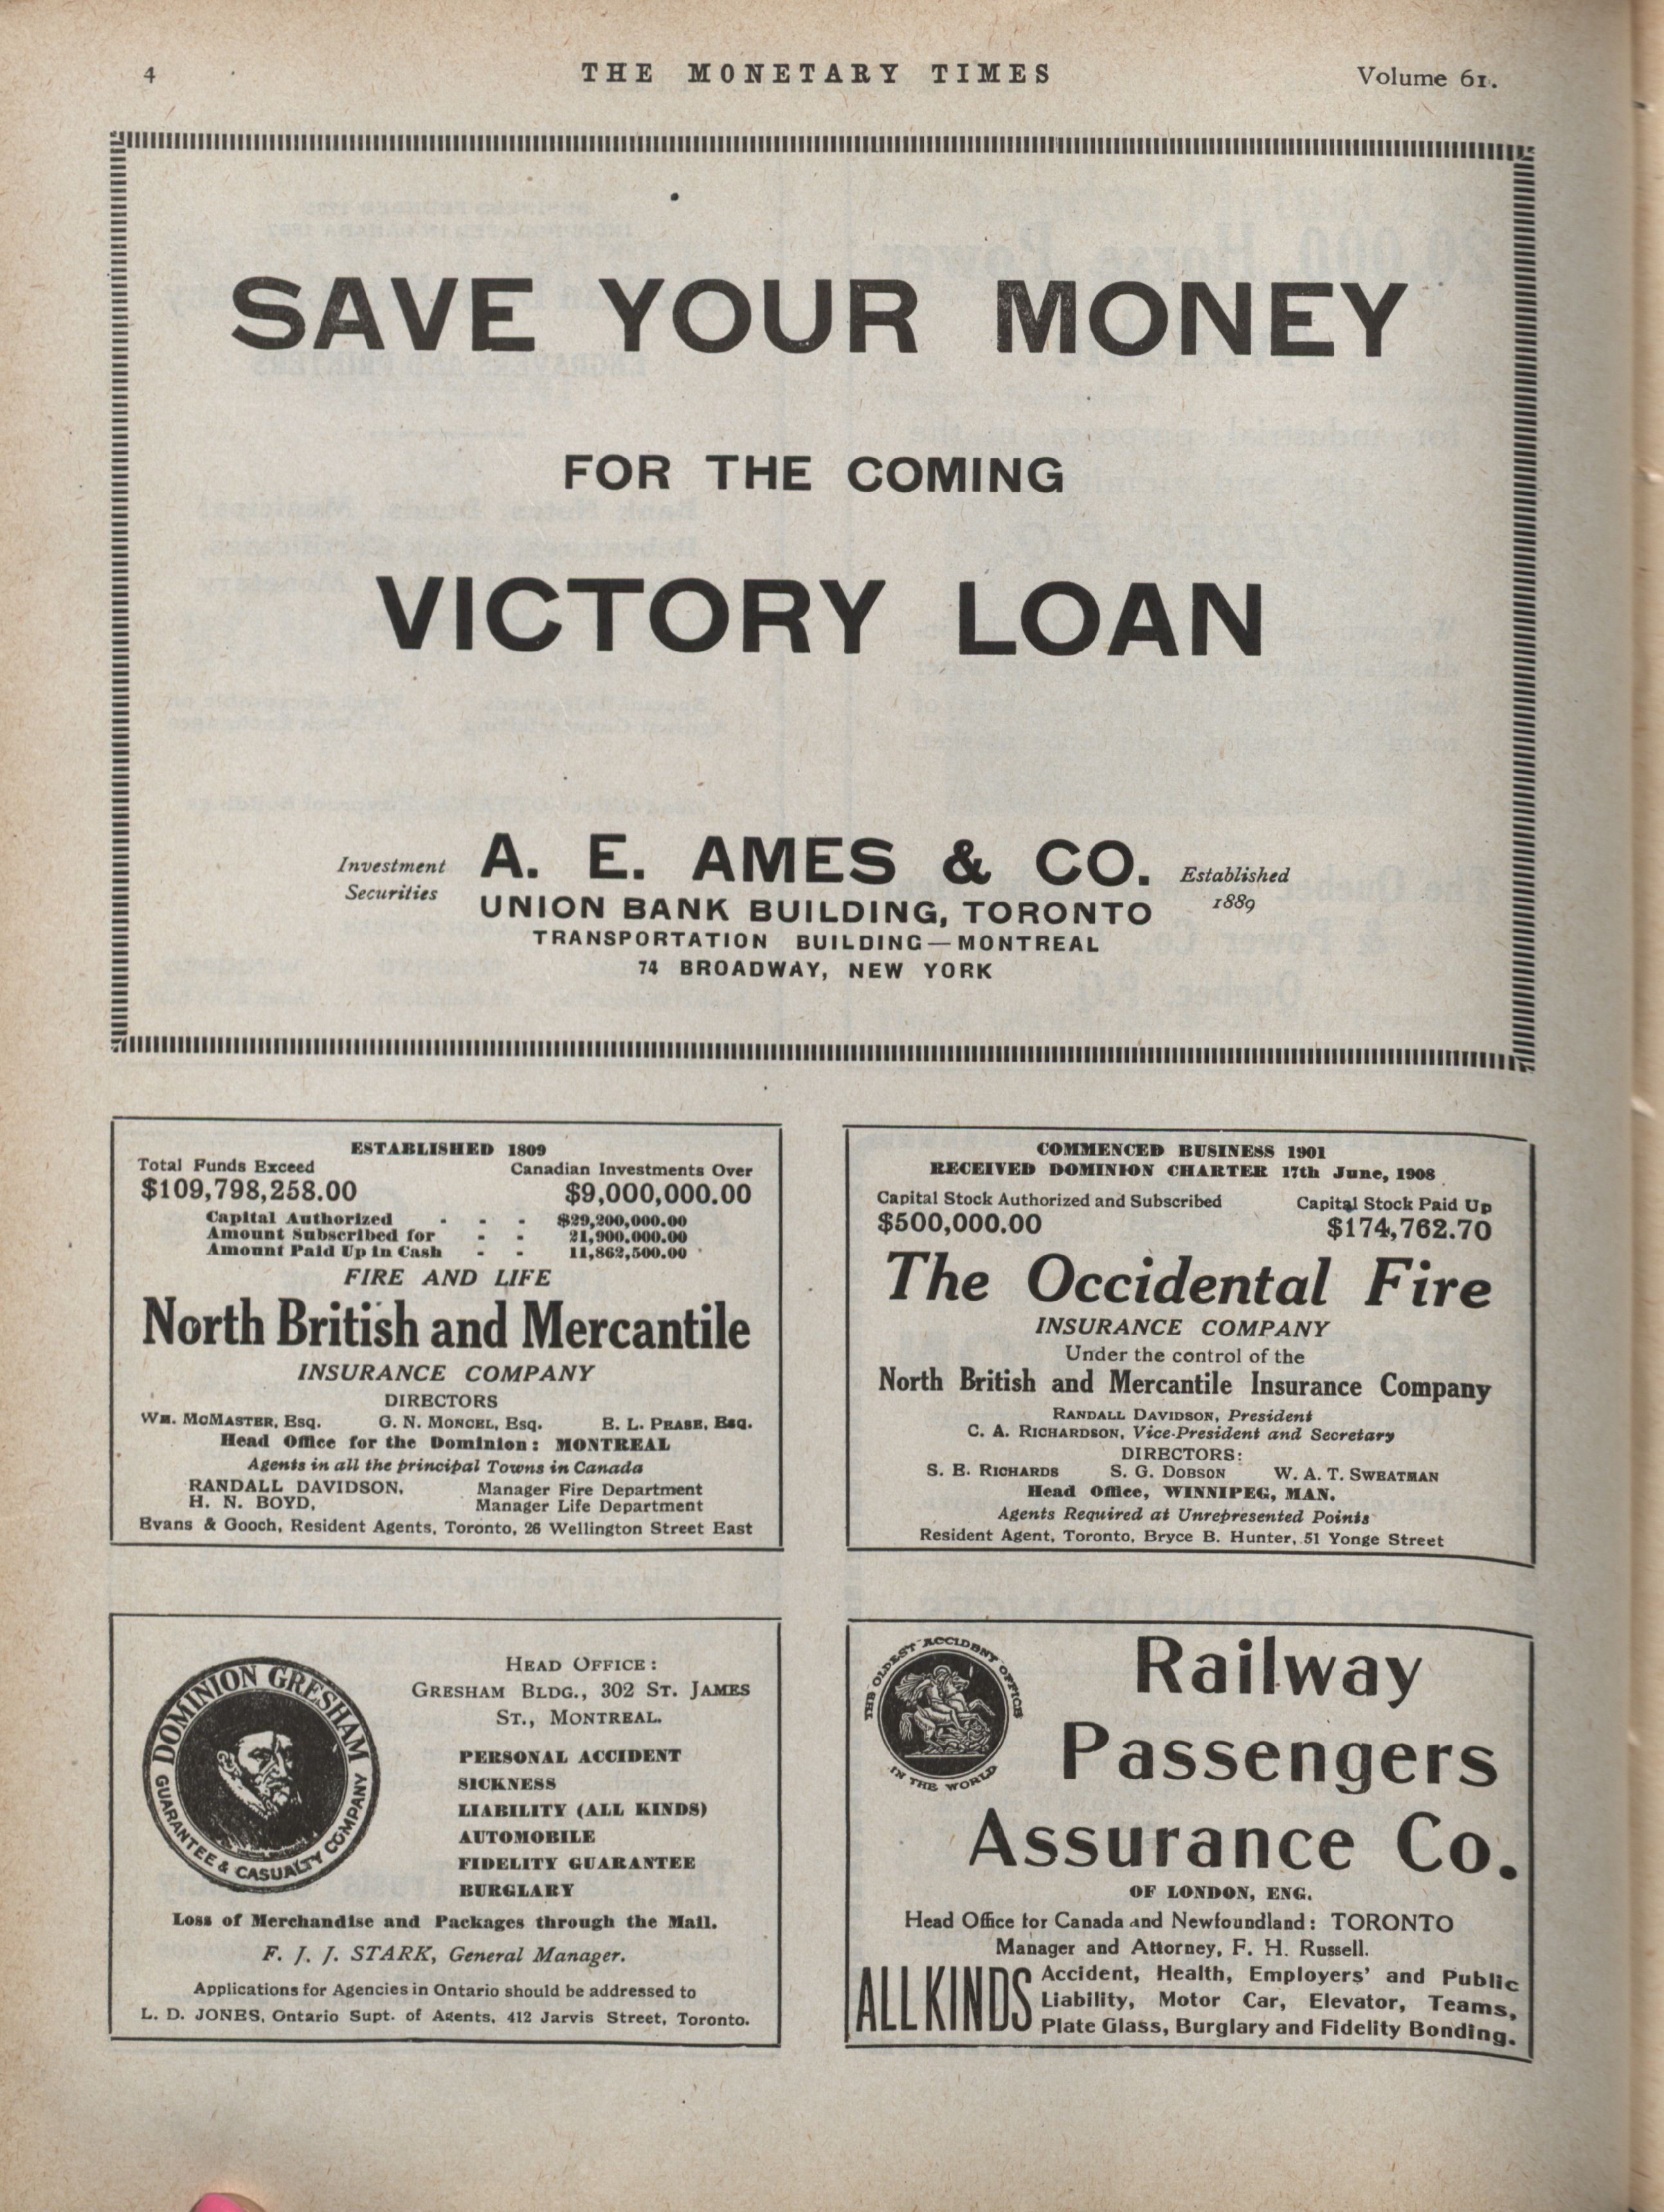 4
THE MONETARY TIMES
Volume 61.
SAVE YOUR MONEY
FOR THE COMING
VICTORY LOAN
Investment
Securities
A. E. AMES & CO.
Established
1889
UNION BANK BUILDING, TORONTO
TRANSPORTATION BUILDING—MONTREAL
74 BROADWAY, NEW YORK
ESTABLISHED 1809
Total Funds Exceed
Canadian Investments Over
$109,798,258.00
$9,000,000.00
Capital Authorized - - - $29,200,000.00
Amount Subscribed for - - 21,900.000.00
Amount Paid Up in Cash - - 11,862,500.00
FIRE AND LIFE
North British and Mercantile
INSURANCE COMPANY
DIRECTORS
WM. MCMASTER, Esq. G. N. MONCEL, Esq. B. L. PEASE, Esq.
Head Office for the Dominion: MONTREAL
Agents in all the principal Towns in Canada
RANDALL DAVIDSON, Manager Fire Department
H. N. BOYD, Manager Life Department
Evans & Gooch, Resident Agents, Toronto, 26 Wellington Street East
COMMENCED BUSINESS 1901
RECEIVED DOMINION CHARTER 17th June, 1908
Capital Stock Authorized and Subscribed
Capital Stock Paid Up
$500,000.00
$174,762.70
The Occidental Fire
INSURANCE COMPANY
Under the control of the
North British and Mercantile Insurance Company
RANDALL DAVIDSON, President
C. A. RICHARDSON, Vice-President and Secretary
DIRECTORS:
S. E. RICHARDS S. G. DOBSON W. A. T. SWEATMAN
Head Office, WINNIPEG, MAN.
Agents Required at Unrepresented Points
Resident Agent, Toronto, Bryce B. Hunter, 51 Yonge Street
DOMINION GRESHAM
GUARANTEE & CASUALTY COMPANY
HEAD OFFICE:
GRESHAM BLDG., 302 ST. JAMES
ST., MONTREAL.
PERSONAL ACCIDENT
SICKNESS
LIABILITY (ALL KINDS)
AUTOMOBILE
FIDELITY GUARANTEE
BURGLARY
Loss of Merchandise and Packages through the Mail.
F. J. J. STARK, General Manager.
Applications for Agencies in Ontario should be addressed to
L. D. JONES, Ontario Supt. of Agents, 412 Jarvis Street, Toronto.
THE OLDEST ACCIDENT OFFICE
IN THE WORLD
Railway
Passengers
Assurance Co.
OF LONDON, ENG.
Head Office for Canada and Newfoundland: TORONTO
Manager and Attorney, F. H. Russell.
ALL KINDS
Accident, Health, Employers' and Public
Liability, Motor Car, Elevator, Teams,
Plate Glass, Burglary and Fidelity Bonding.